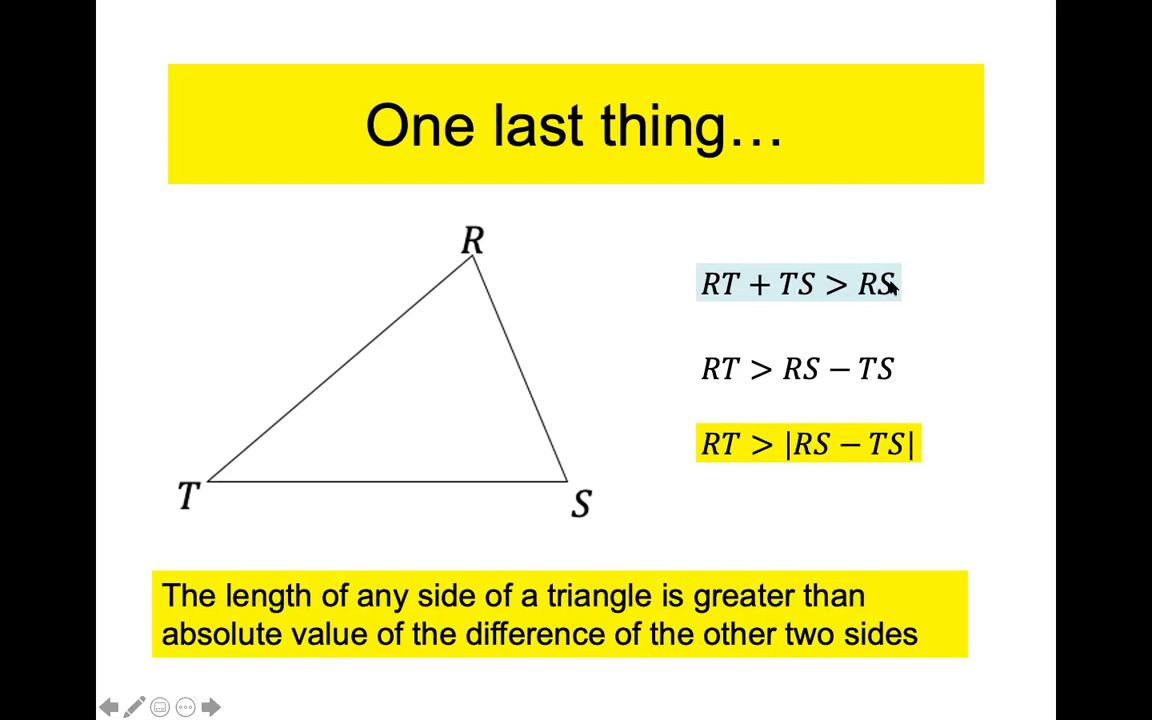 One last thing…
R
RT + TS > RS
RT > RS − TS
RT > |RS − TS|
T
S
The length of any side of a triangle is greater than
absolute value of the difference of the other two sides